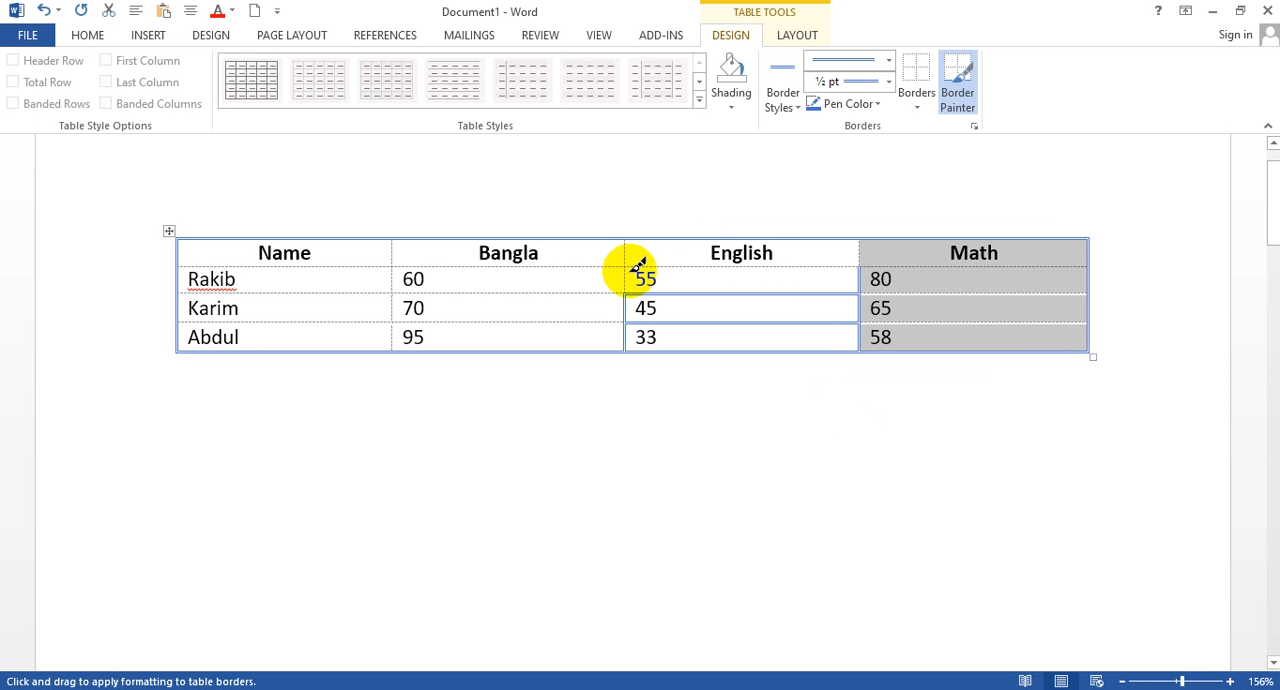 Document1 - Word
TABLE TOOLS
?
FILE HOME INSERT DESIGN PAGE LAYOUT REFERENCES MAILINGS REVIEW VIEW ADD-INS DESIGN LAYOUT
Sign in
Header Row First Column
Total Row Last Column
Banded Rows Banded Columns
Table Style Options
Table Styles
Shading
Border Styles
½ pt
Pen Color
Borders
Border Painter
Borders
Name Bangla English Math
Rakib 60 55 80
Karim 70 45 65
Abdul 95 33 58
Click and drag to apply formatting to table borders.
156%